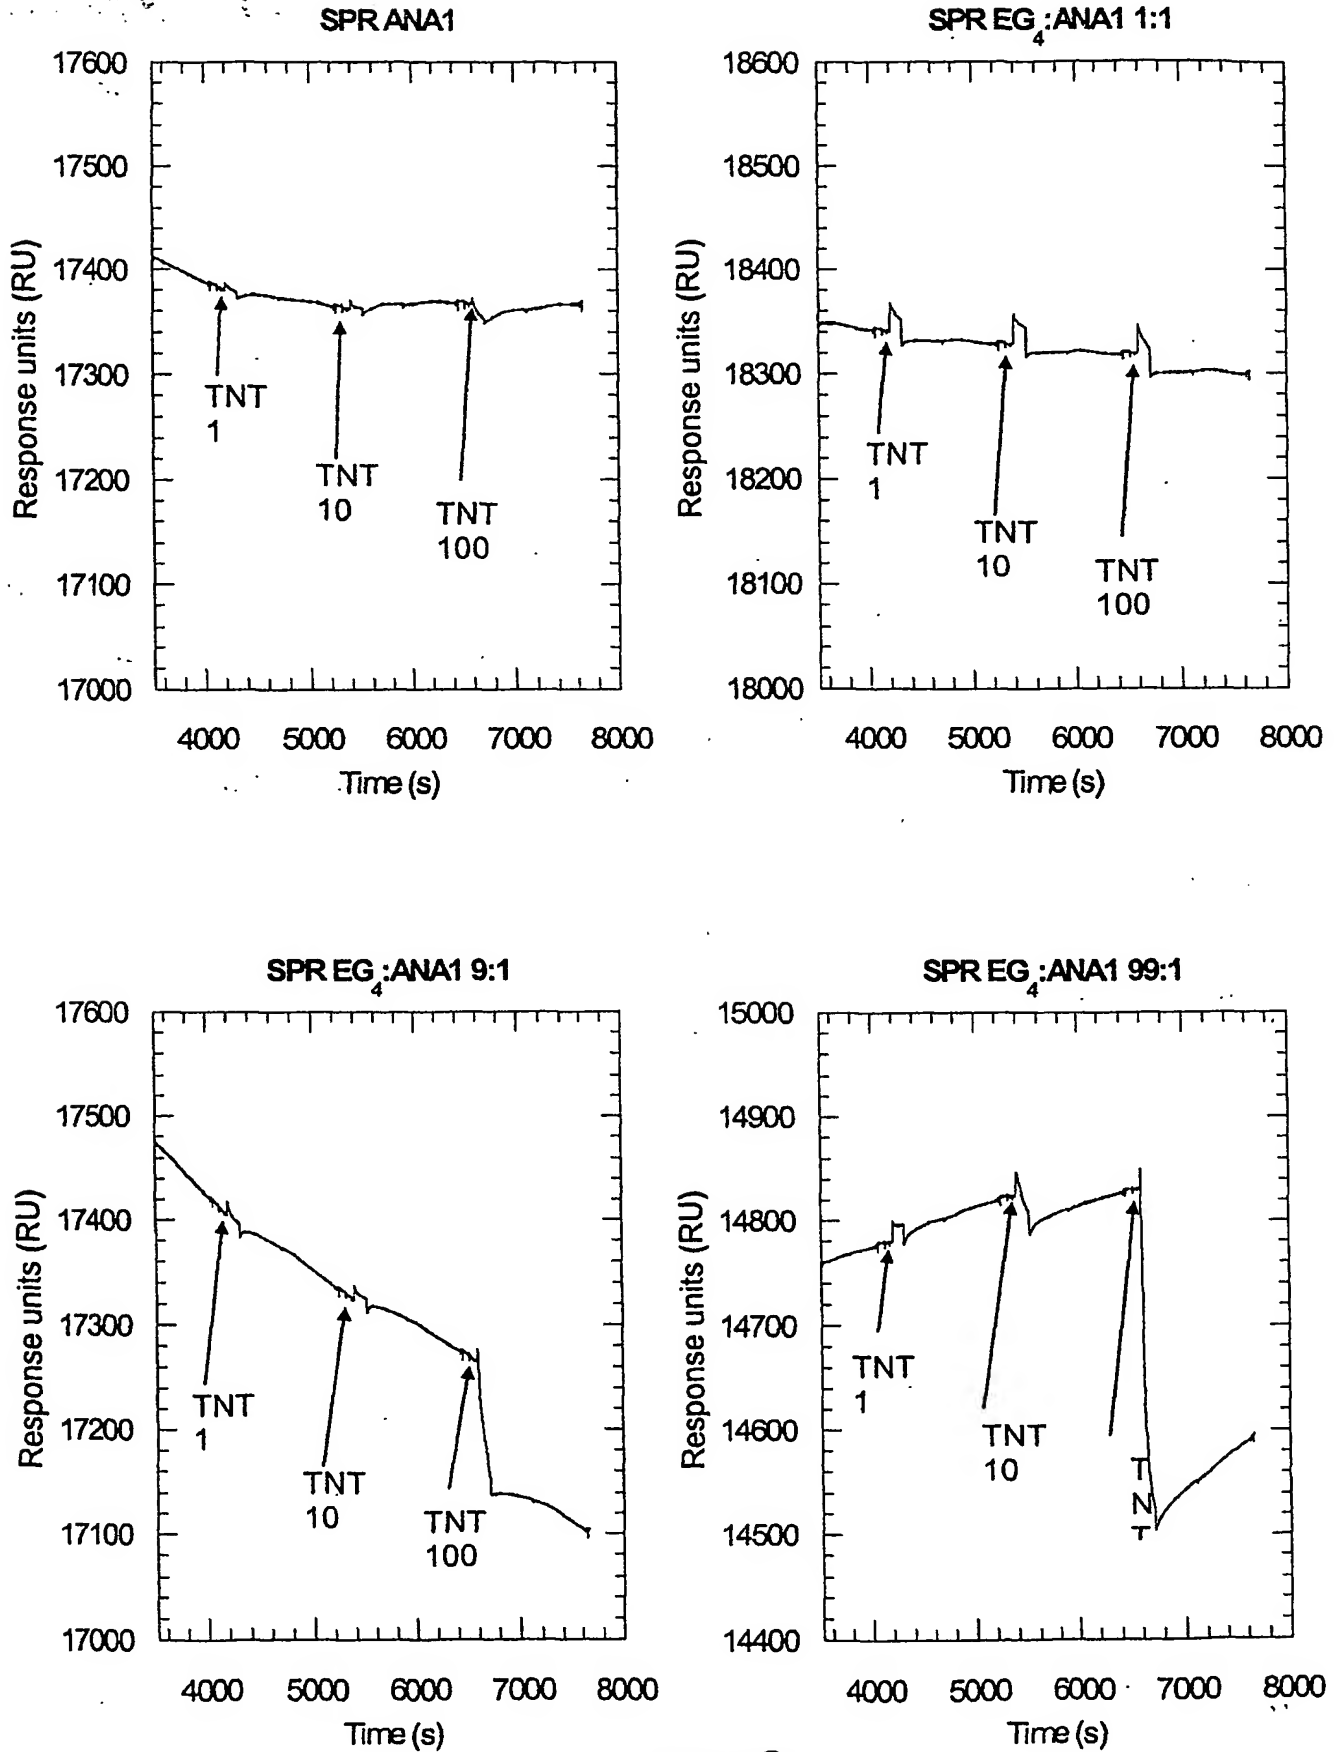 SPR ANA1
17600
17500
17400
17300
17200
17100
17000
Response units (RU)
TNT
1
TNT
10
TNT
100
4000 5000 6000 7000 8000
Time (s)
SPR EG4:ANA1 1:1
18600
18500
18400
18300
18200
18100
18000
Response units (RU)
TNT
1
TNT
10
TNT
100
4000 5000 6000 7000 8000
Time (s)
SPR EG4:ANA1 9:1
17600
17500
17400
17300
17200
17100
17000
Response units (RU)
TNT
1
TNT
10
TNT
100
4000 5000 6000 7000 8000
Time (s)
SPR EG4:ANA1 99:1
15000
14900
14800
14700
14600
14500
14400
Response units (RU)
TNT
1
TNT
10
T
N
T
4000 5000 6000 7000 8000
Time (s)